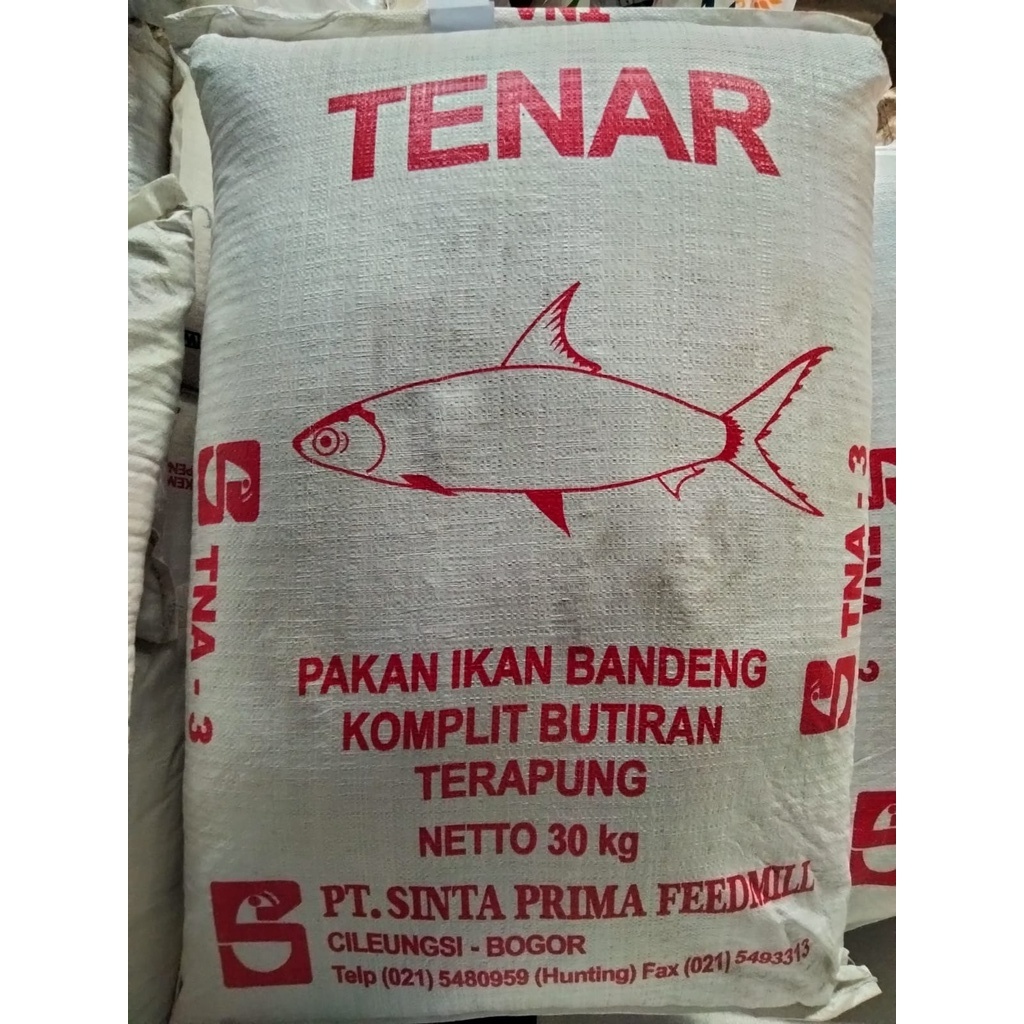 TNA
TENAR
TNA - 3
TNA - 3
PAKAN IKAN BANDENG
KOMPLIT BUTIRAN
TERAPUNG
NETTO 30 kg
PT. SINTA PRIMA FEEDMILL
CILEUNGSI - BOGOR
Telp (021) 5480959 (Hunting) Fax (021) 5493313